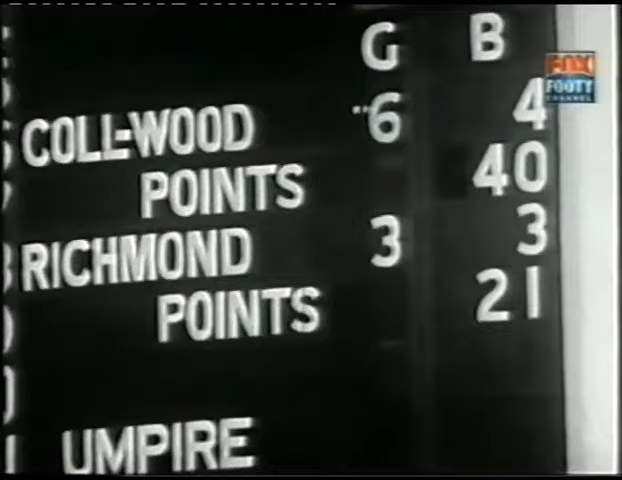 G B
FOX
FOOTY
CHANNEL
COLL-WOOD 6 4
POINTS 40
RICHMOND 3 3
POINTS 21
UMPIRE